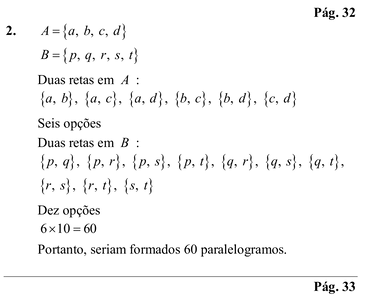 Pág. 32
2. A = {a, b, c, d}
B = {p, q, r, s, t}
Duas retas em A :
{a, b}, {a, c}, {a, d}, {b, c}, {b, d}, {c, d}
Seis opções
Duas retas em B :
{p, q}, {p, r}, {p, s}, {p, t}, {q, r}, {q, s}, {q, t},
{r, s}, {r, t}, {s, t}
Dez opções
6×10 = 60
Portanto, seriam formados 60 paralelogramos.
Pág. 33